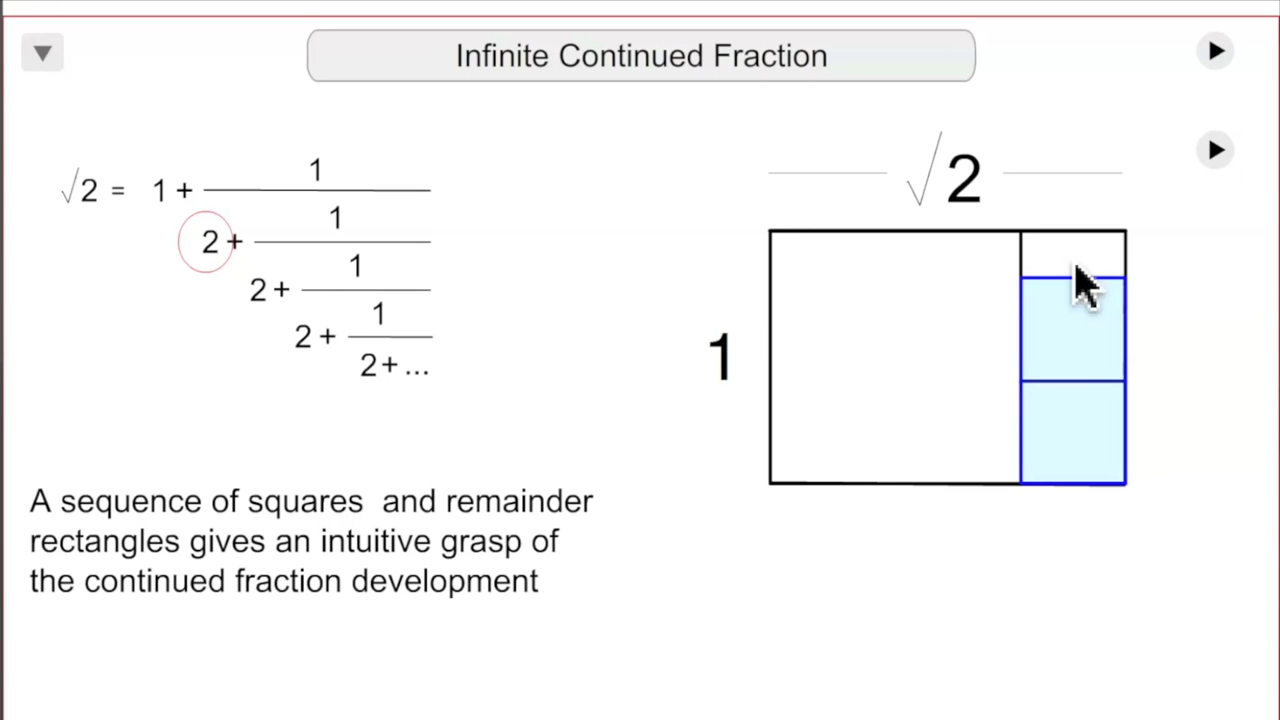 Infinite Continued Fraction
√2 = 1 + 1
2 + 1
2 + 1
2 + 1
2 + ...
√2
1
A sequence of squares and remainder
rectangles gives an intuitive grasp of
the continued fraction development